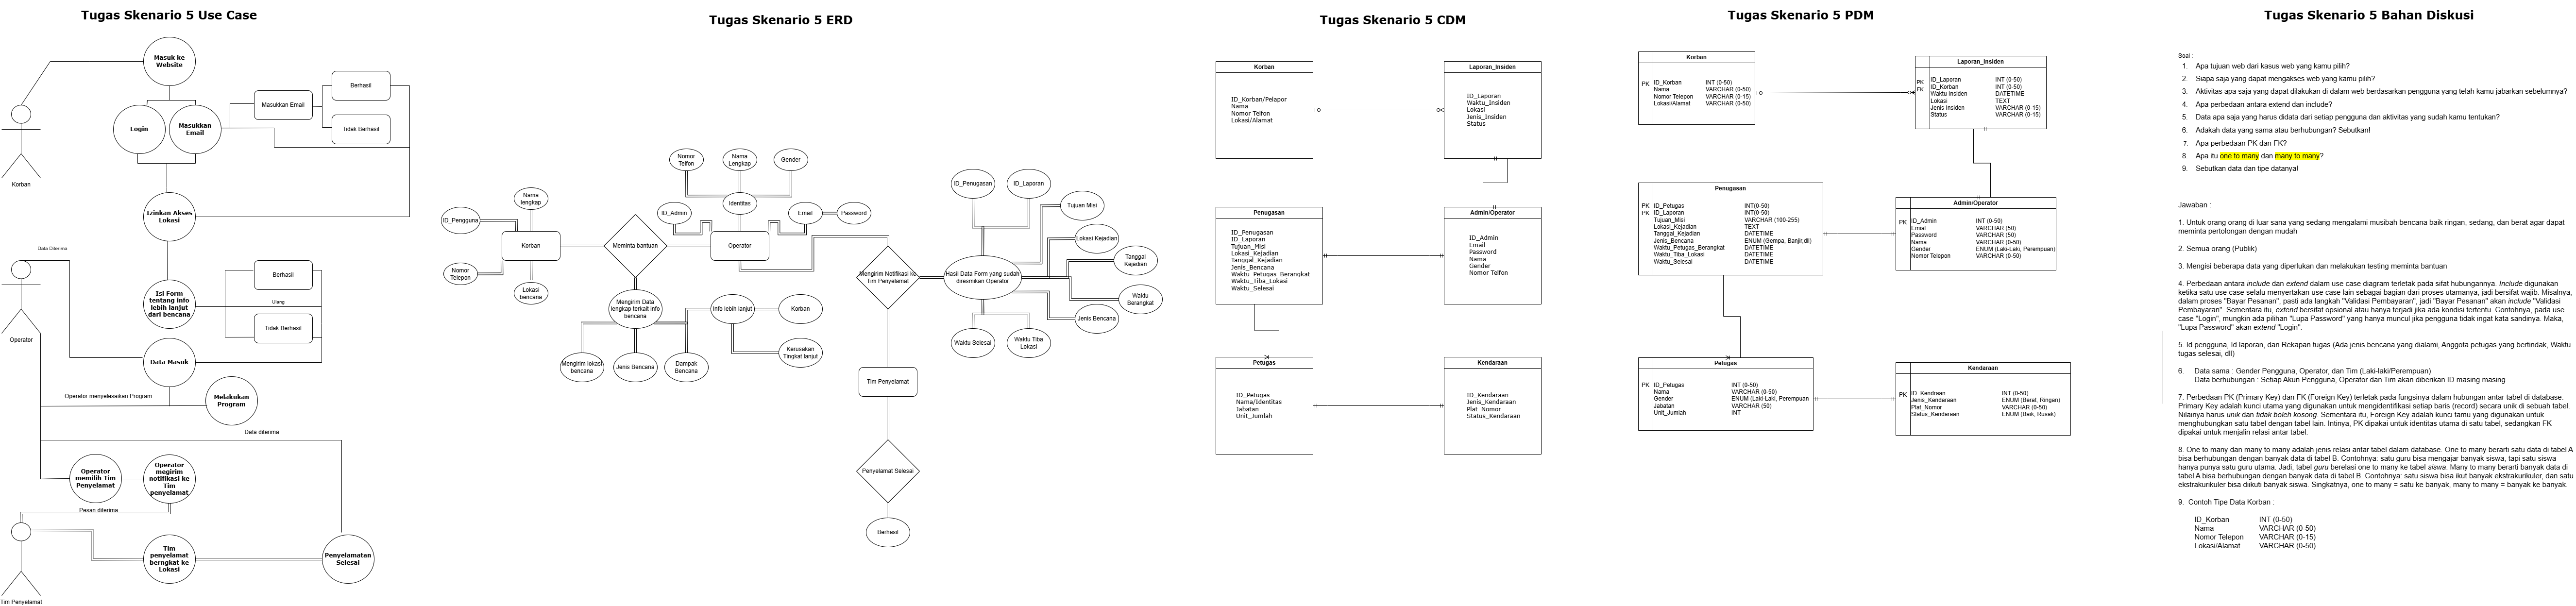 Tugas Skenario 5 Use Case
Masuk ke
Website
Berhasil
Masukkan Email
Tidak Berhasil
Login
Masukkan
Email
Korban
Izinkan Akses
Lokasi
Data Diterima
Berhasil
Isi Form
tentang info
lebih lanjut
dari bencana
Ulang
Tidak Berhasil
Operator
Data Masuk
Operator menyelesaikan Program
Melakukan
Program
Data diterima
Operator
memilih Tim
Penyelamat
Operator
megirim
notifikasi ke
Tim
penyelamat
Pesan diterima
Tim
penyelamat
berngkat ke
Lokasi
Penyelamatan
Selesai
Tim Penyelamat
Tugas Skenario 5 ERD
Nomor
Telfon
Nama
Lengkap
Gender
Nama
lengkap
ID_Pengguna
ID_Admin
Identitas
Email
Password
Korban
Meminta bantuan
Operator
Nomor
Telepon
Lokasi
bencana
Mengirim Data
lengkap terkait info
bencana
Info lebih lanjut
Korban
Kerusakan
Tingkat lanjut
Mengirim lokasi
bencana
Jenis Bencana
Dampak
Bencana
Mengirim Notifikasi ke
Tim Penyelamat
ID_Penugasan
ID_Laporan
Tujuan Misi
Lokasi Kejadian
Tanggal
Kejadian
Hasil Data Form yang sudah
diresmikan Operator
Waktu
Berangkat
Jenis Bencana
Waktu Selesai
Waktu Tiba
Lokasi
Tim Penyelamat
Penyelamat Selesai
Berhasil
Tugas Skenario 5 CDM
Korban
ID_Korban/Pelapor
Nama
Nomor Telfon
Lokasi/Alamat
Laporan_Insiden
ID_Laporan
Waktu_Insiden
Lokasi
Jenis_Insiden
Status
Penugasan
ID_Penugasan
ID_Laporan
Tujuan_Misi
Lokasi_Kejadian
Tanggal_Kejadian
Jenis_Bencana
Waktu_Petugas_Berangkat
Waktu_Tiba_Lokasi
Waktu_Selesai
Admin/Operator
ID_Admin
Email
Password
Nama
Gender
Nomor Telfon
Petugas
ID_Petugas
Nama/Identitas
Jabatan
Unit_Jumlah
Kendaraan
ID_Kendaraan
Jenis_Kendaraan
Plat_Nomor
Status_Kendaraan
Tugas Skenario 5 PDM
Korban
PK ID_Korban INT (0-50)
Nama VARCHAR (0-50)
Nomor Telepon VARCHAR (0-15)
Lokasi/Alamat VARCHAR (0-50)
Laporan_Insiden
PK ID_Laporan INT (0-50)
FK ID_Korban INT (0-50)
Waktu Insiden DATETIME
Lokasi TEXT
Jenis Insiden VARCHAR (0-15)
Status VARCHAR (0-15)
Penugasan
PK ID_Petugas INT(0-50)
PK ID_Laporan INT(0-50)
Tujuan_Misi VARCHAR (100-255)
Lokasi_Kejadian TEXT
Tanggal_Kejadian DATETIME
Jenis_Bencana ENUM (Gempa, Banjir,dll)
Waktu_Petugas_Berangkat DATETIME
Waktu_Tiba_Lokasi DATETIME
Waktu_Selesai DATETIME
Admin/Operator
PK ID_Admin INT (0-50)
Emial VARCHAR (50)
Password VARCHAR (50)
Nama VARCHAR (0-50)
Gender ENUM (Laki-Laki, Perempuan)
Nomor Telepon VARCHAR (0-50)
Petugas
PK ID_Petugas INT (0-50)
Nama VARCHAR (0-50)
Gender ENUM (Laki-Laki, Perempuan
Jabatan VARCHAR (50)
Unit_Jumlah INT
Kendaraan
PK ID_Kendraan INT (0-50)
Jenis_Kendaraan ENUM (Berat, Ringan)
Plat_Nomor VARCHAR (0-50)
Status_Kendaraan ENUM (Baik, Rusak)
Tugas Skenario 5 Bahan Diskusi
Soal :
1. Apa tujuan web dari kasus web yang kamu pilih?
2. Siapa saja yang dapat mengakses web yang kamu pilih?
3. Aktivitas apa saja yang dapat dilakukan di dalam web berdasarkan pengguna yang telah kamu jabarkan sebelumnya?
4. Apa perbedaan antara extend dan include?
5. Data apa saja yang harus didata dari setiap pengguna dan aktivitas yang sudah kamu tentukan?
6. Adakah data yang sama atau berhubungan? Sebutkan!
7. Apa perbedaan PK dan FK?
8. Apa itu one to many dan many to many?
9. Sebutkan data dan tipe datanya!
Jawaban :
1. Untuk orang orang di luar sana yang sedang mengalami musibah bencana baik ringan, sedang, dan berat agar dapat
meminta pertolongan dengan mudah
2. Semua orang (Publik)
3. Mengisi beberapa data yang diperlukan dan melakukan testing meminta bantuan
4. Perbedaan antara include dan extend dalam use case diagram terletak pada sifat hubungannya. Include digunakan
ketika satu use case selalu menyertakan use case lain sebagai bagian dari proses utamanya, jadi bersifat wajib. Misalnya,
dalam proses "Bayar Pesanan", pasti ada langkah "Validasi Pembayaran", jadi "Bayar Pesanan" akan include "Validasi
Pembayaran". Sementara itu, extend bersifat opsional atau hanya terjadi jika ada kondisi tertentu. Contohnya, pada use
case "Login", mungkin ada pilihan "Lupa Password" yang hanya muncul jika pengguna tidak ingat kata sandinya. Maka,
"Lupa Password" akan extend "Login".
5. Id pengguna, Id laporan, dan Rekapan tugas (Ada jenis bencana yang dialami, Anggota petugas yang bertindak, Waktu
tugas selesai, dll)
6. Data sama : Gender Pengguna, Operator, dan Tim (Laki-laki/Perempuan)
Data berhubungan : Setiap Akun Pengguna, Operator dan Tim akan diberikan ID masing masing
7. Perbedaan PK (Primary Key) dan FK (Foreign Key) terletak pada fungsinya dalam hubungan antar tabel di database.
Primary Key adalah kunci utama yang digunakan untuk mengidentifikasi setiap baris (record) secara unik di sebuah tabel.
Nilainya harus unik dan tidak boleh kosong. Sementara itu, Foreign Key adalah kunci tamu yang digunakan untuk
menghubungkan satu tabel dengan tabel lain. Intinya, PK dipakai untuk identitas utama di satu tabel, sedangkan FK
dipakai untuk menjalin relasi antar tabel.
8. One to many dan many to many adalah jenis relasi antar tabel dalam database. One to many berarti satu data di tabel A
bisa berhubungan dengan banyak data di tabel B. Contohnya: satu guru bisa mengajar banyak siswa, tapi satu siswa
hanya punya satu guru utama. Jadi, tabel guru berelasi one to many ke tabel siswa. Many to many berarti banyak data di
tabel A bisa berhubungan dengan banyak data di tabel B. Contohnya: satu siswa bisa ikut banyak ekstrakurikuler, dan satu
ekstrakurikuler bisa diikuti banyak siswa. Singkatnya, one to many = satu ke banyak, many to many = banyak ke banyak.
9. Contoh Tipe Data Korban :
ID_Korban INT (0-50)
Nama VARCHAR (0-50)
Nomor Telepon VARCHAR (0-15)
Lokasi/Alamat VARCHAR (0-50)